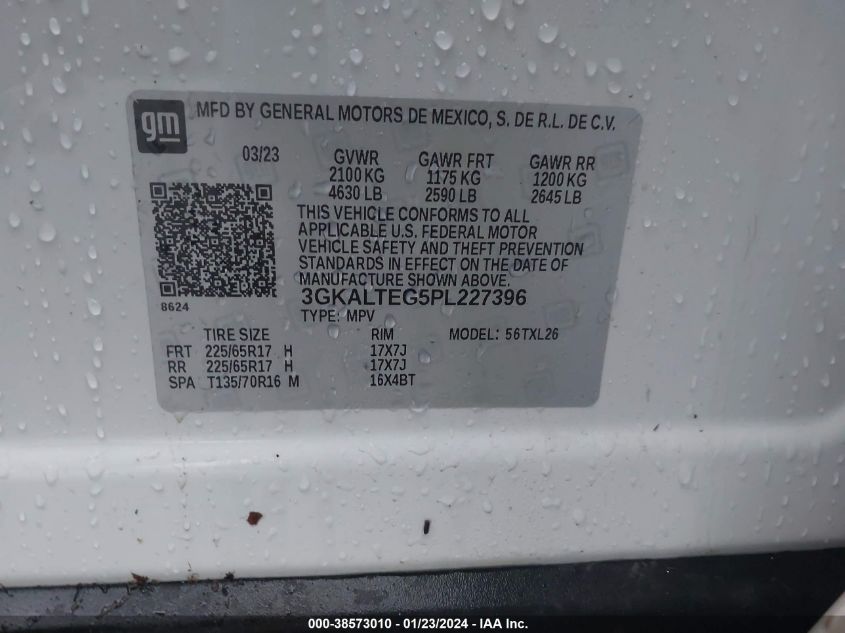 gm
MFD BY GENERAL MOTORS DE MEXICO, S. DE R.L. DE C.V.
03/23 GVWR GAWR FRT GAWR RR
2100 KG 1175 KG 1200 KG
4630 LB 2590 LB 2645 LB
THIS VEHICLE CONFORMS TO ALL
APPLICABLE U.S. FEDERAL MOTOR
VEHICLE SAFETY AND THEFT PREVENTION
STANDARDS IN EFFECT ON THE DATE OF
MANUFACTURE SHOWN ABOVE.
3GKALTEG5PL227396
8624 TYPE: MPV
TIRE SIZE RIM MODEL: 56TXL26
FRT 225/65R17 H 17X7J
RR 225/65R17 H 17X7J
SPA T135/70R16 M 16X4BT
000-38573010 - 01/23/2024 - IAA Inc.